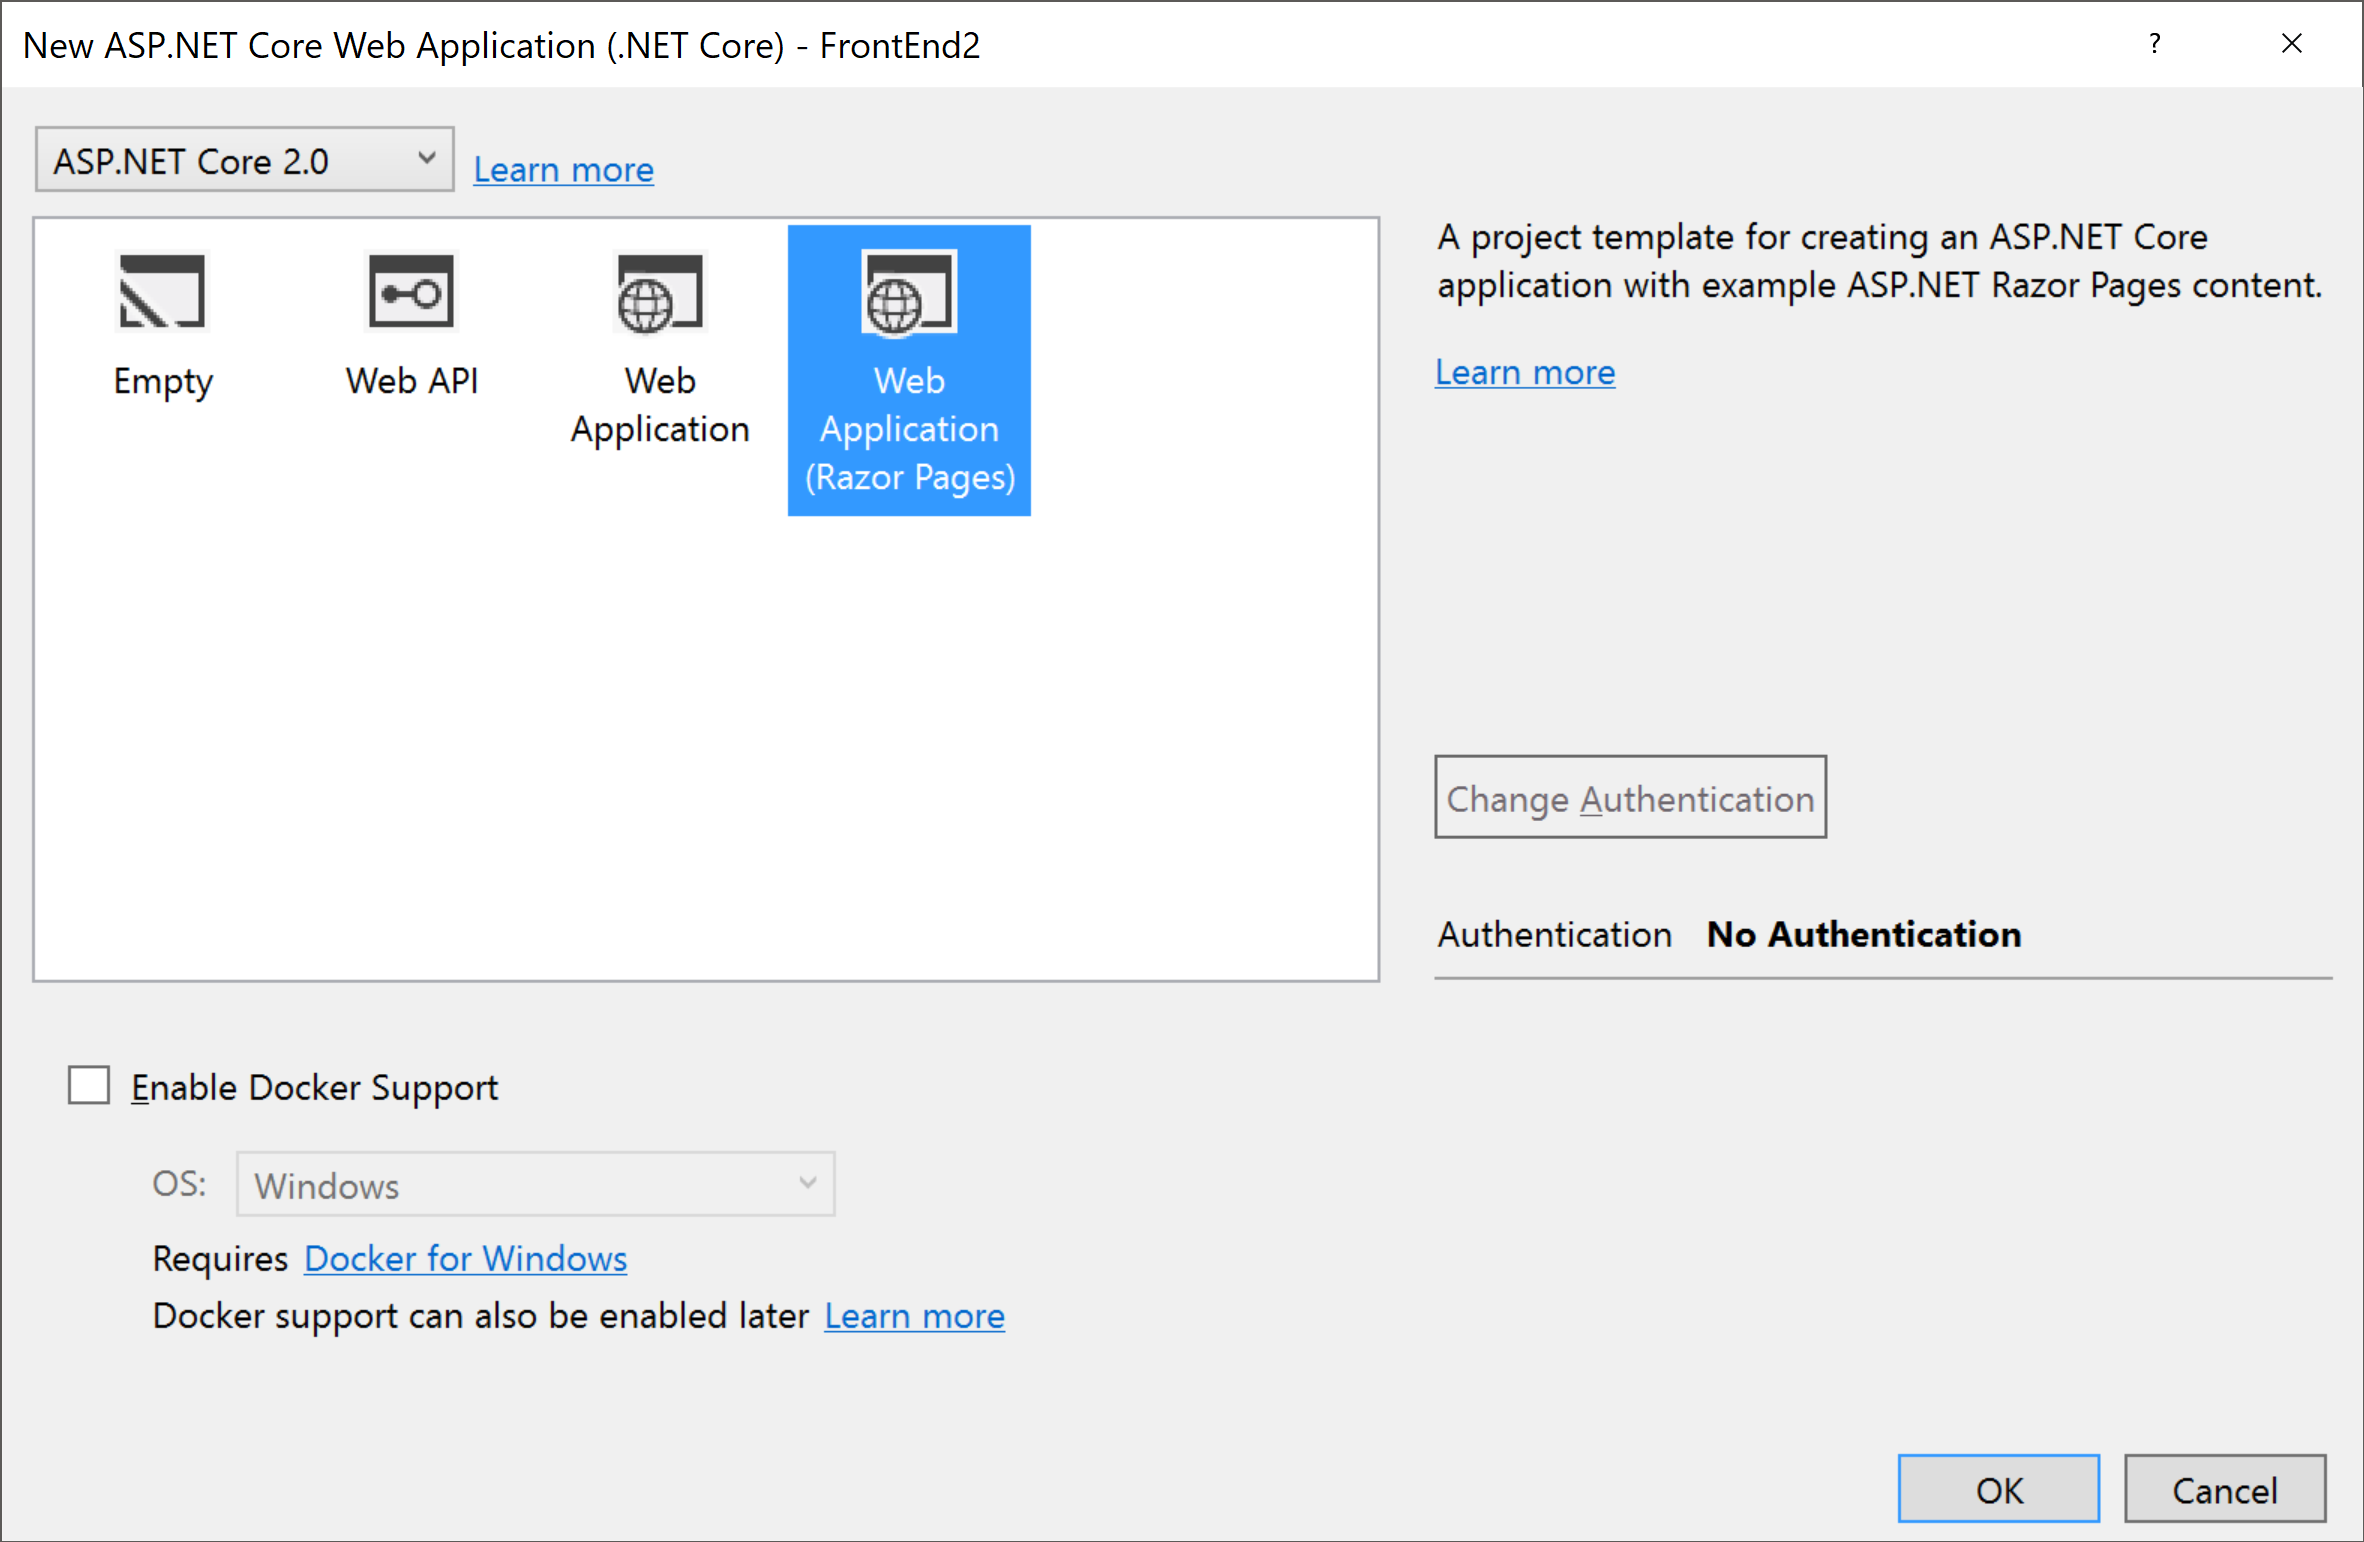 New ASP.NET Core Web Application (.NET Core) - FrontEnd2
?
ASP.NET Core 2.0
Learn more
Empty
Web API
Web
Application
Web
Application
(Razor Pages)
A project template for creating an ASP.NET Core
application with example ASP.NET Razor Pages content.
Learn more
Change Authentication
Authentication No Authentication
Enable Docker Support
OS: Windows
Requires Docker for Windows
Docker support can also be enabled later Learn more
OK
Cancel